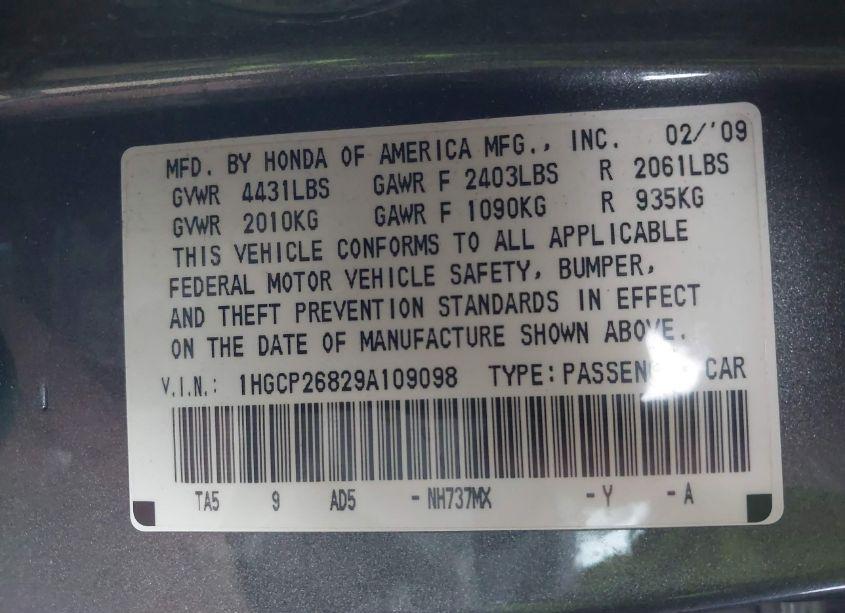 MFD. BY HONDA OF AMERICA MFG., INC. 02/'09
GVWR 4431LBS GAWR F 2403LBS R 2061LBS
GVWR 2010KG GAWR F 1090KG R 935KG
THIS VEHICLE CONFORMS TO ALL APPLICABLE
FEDERAL MOTOR VEHICLE SAFETY, BUMPER,
AND THEFT PREVENTION STANDARDS IN EFFECT
ON THE DATE OF MANUFACTURE SHOWN ABOVE.
V.I.N.: 1HGCP26829A109098 TYPE: CAR
TA5 9 AD5 -NH737MX -Y -A